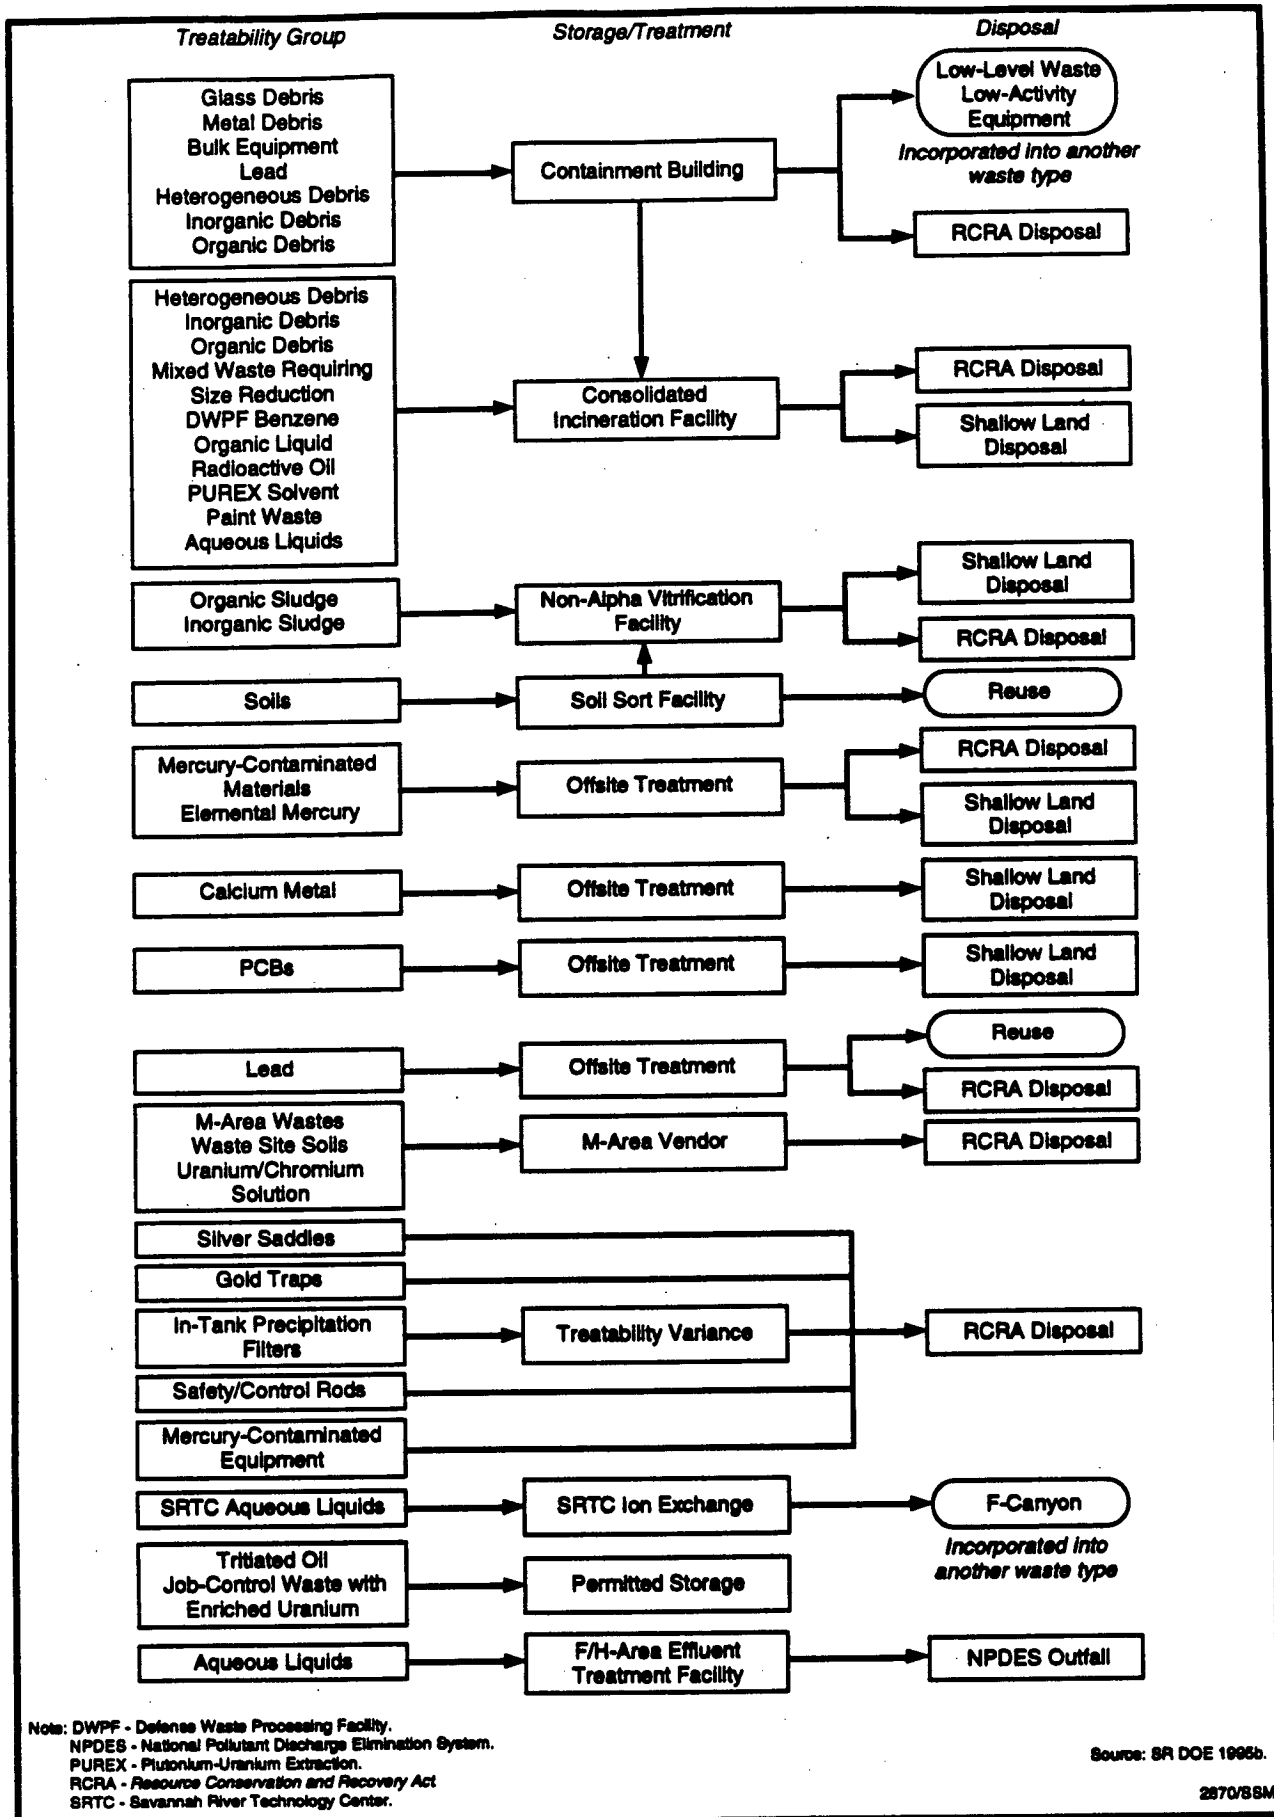 Treatability Group
Storage/Treatment
Disposal
Glass Debris
Metal Debris
Bulk Equipment
Lead
Heterogeneous Debris
Inorganic Debris
Organic Debris
Containment Building
Low-Level Waste
Low-Activity
Equipment
Incorporated into another
waste type
RCRA Disposal
Heterogeneous Debris
Inorganic Debris
Organic Debris
Mixed Waste Requiring
Size Reduction
DWPF Benzene
Organic Liquid
Radioactive Oil
PUREX Solvent
Paint Waste
Aqueous Liquids
Consolidated
Incineration Facility
RCRA Disposal
Shallow Land
Disposal
Organic Sludge
Inorganic Sludge
Non-Alpha Vitrification
Facility
Shallow Land
Disposal
RCRA Disposal
Soils
Soil Sort Facility
Reuse
Mercury-Contaminated
Materials
Elemental Mercury
Offsite Treatment
RCRA Disposal
Shallow Land
Disposal
Calcium Metal
Offsite Treatment
Shallow Land
Disposal
PCBs
Offsite Treatment
Shallow Land
Disposal
Lead
Offsite Treatment
Reuse
RCRA Disposal
M-Area Wastes
Waste Site Soils
Uranium/Chromium
Solution
M-Area Vendor
RCRA Disposal
Silver Saddles
Gold Traps
In-Tank Precipitation
Filters
Treatability Variance
RCRA Disposal
Safety/Control Rods
Mercury-Contaminated
Equipment
SRTC Aqueous Liquids
SRTC Ion Exchange
F-Canyon
Incorporated into
another waste type
Tritiated Oil
Job-Control Waste with
Enriched Uranium
Permitted Storage
Aqueous Liquids
F/H-Area Effluent
Treatment Facility
NPDES Outfall
Note: DWPF - Defense Waste Processing Facility.
NPDES - National Pollutant Discharge Elimination System.
PUREX - Plutonium-Uranium Extraction.
RCRA - Resource Conservation and Recovery Act
SRTC - Savannah River Technology Center.
Source: SR DOE 1995b.
2870/SSM